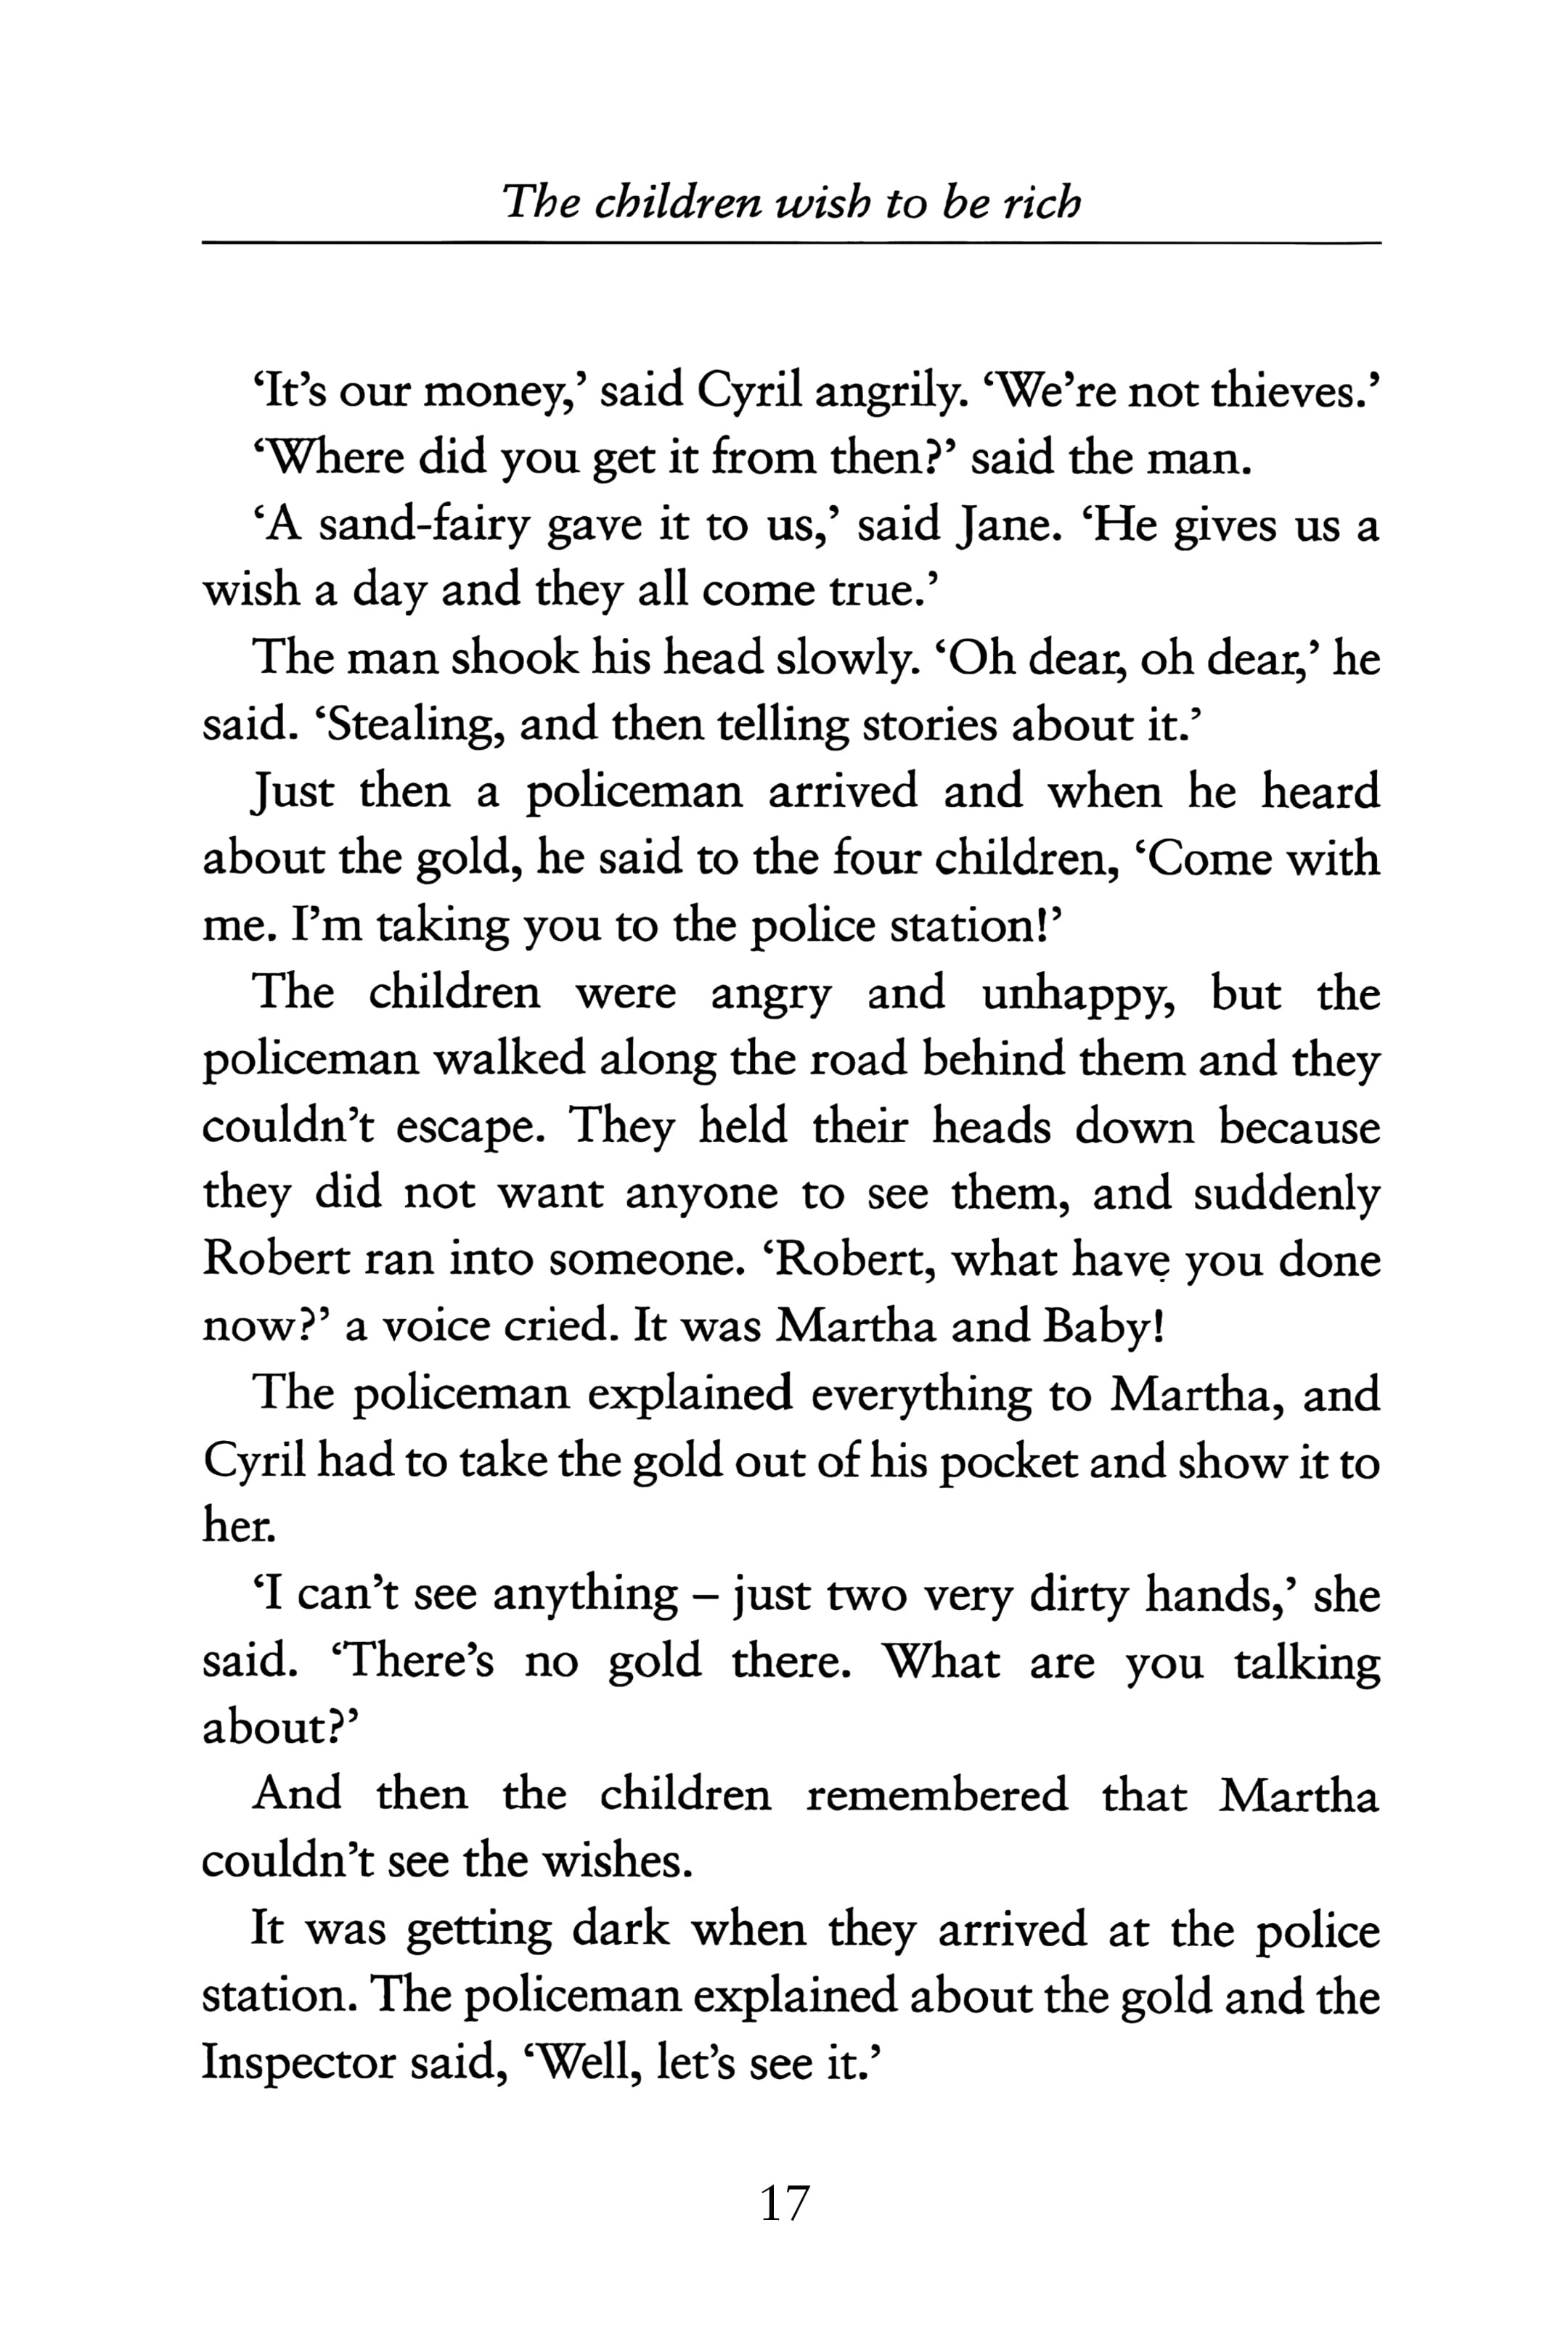 The children wish to be rich
‘It’s our money,’ said Cyril angrily. ‘We’re not thieves.’
‘Where did you get it from then?’ said the man.
‘A sand-fairy gave it to us,’ said Jane. ‘He gives us a
wish a day and they all come true.’
The man shook his head slowly. ‘Oh dear, oh dear,’ he
said. ‘Stealing, and then telling stories about it.’
Just then a policeman arrived and when he heard
about the gold, he said to the four children, ‘Come with
me. I’m taking you to the police station!’
The children were angry and unhappy, but the
policeman walked along the road behind them and they
couldn’t escape. They held their heads down because
they did not want anyone to see them, and suddenly
Robert ran into someone. ‘Robert, what have you done
now?’ a voice cried. It was Martha and Baby!
The policeman explained everything to Martha, and
Cyril had to take the gold out of his pocket and show it to
her.
‘I can’t see anything – just two very dirty hands,’ she
said. ‘There’s no gold there. What are you talking
about?’
And then the children remembered that Martha
couldn’t see the wishes.
It was getting dark when they arrived at the police
station. The policeman explained about the gold and the
Inspector said, ‘Well, let’s see it.’
17